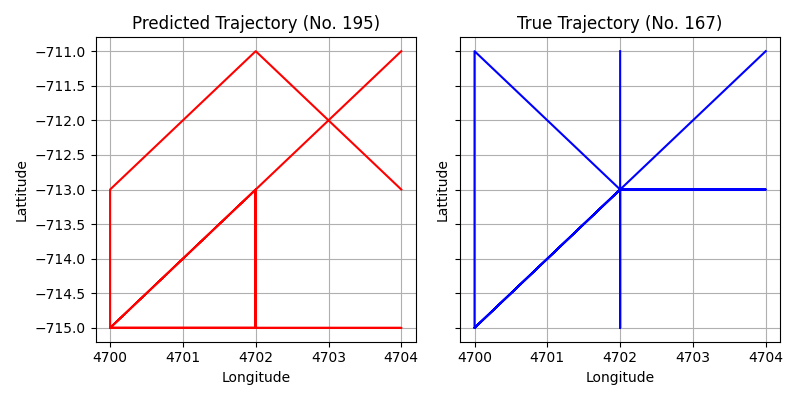 Predicted Trajectory (No. 195)
True Trajectory (No. 167)
−711.0
−711.5
−712.0
−712.5
−713.0
−713.5
−714.0
−714.5
−715.0
Lattitude
Lattitude
4700 4701 4702 4703 4704
4700 4701 4702 4703 4704
Longitude
Longitude